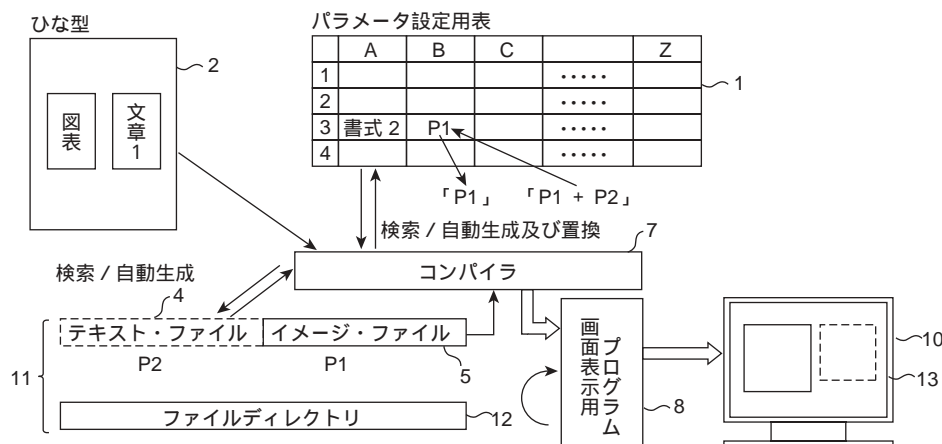 ひな型
2
図表
文章1
パラメータ設定用表
A B C Z
1 ・・・・・
2 ・・・・・
3 書式2 P1 ・・・・・
4 ・・・・・
1
「P1」 「P1 + P2」
検索/自動生成及び置換
7
コンパイラ
検索/自動生成
4
テキスト・ファイル イメージ・ファイル
P2 P1
5
11
ファイルディレクトリ
12
画面表示用
プログラム
8
10
13